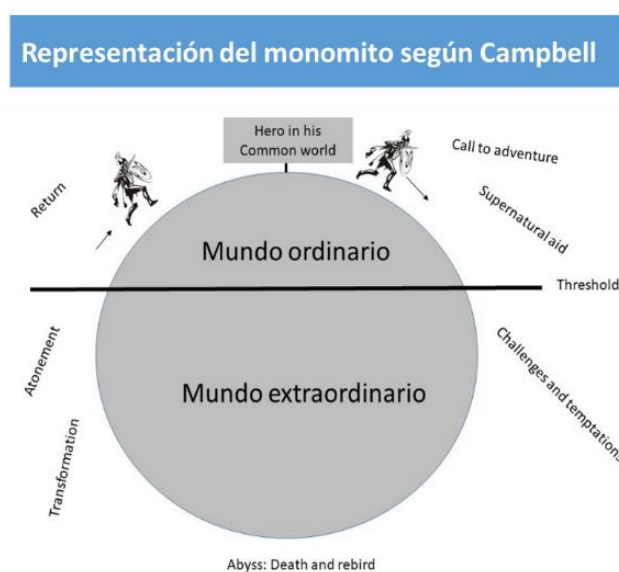 Representación del monomito según Campbell
Hero in his
Common world
Call to adventure
Supernatural aid
Return
Mundo ordinario
Threshold
Atonement
Challenges and temptations
Mundo extraordinario
Transformation
Abyss: Death and rebird